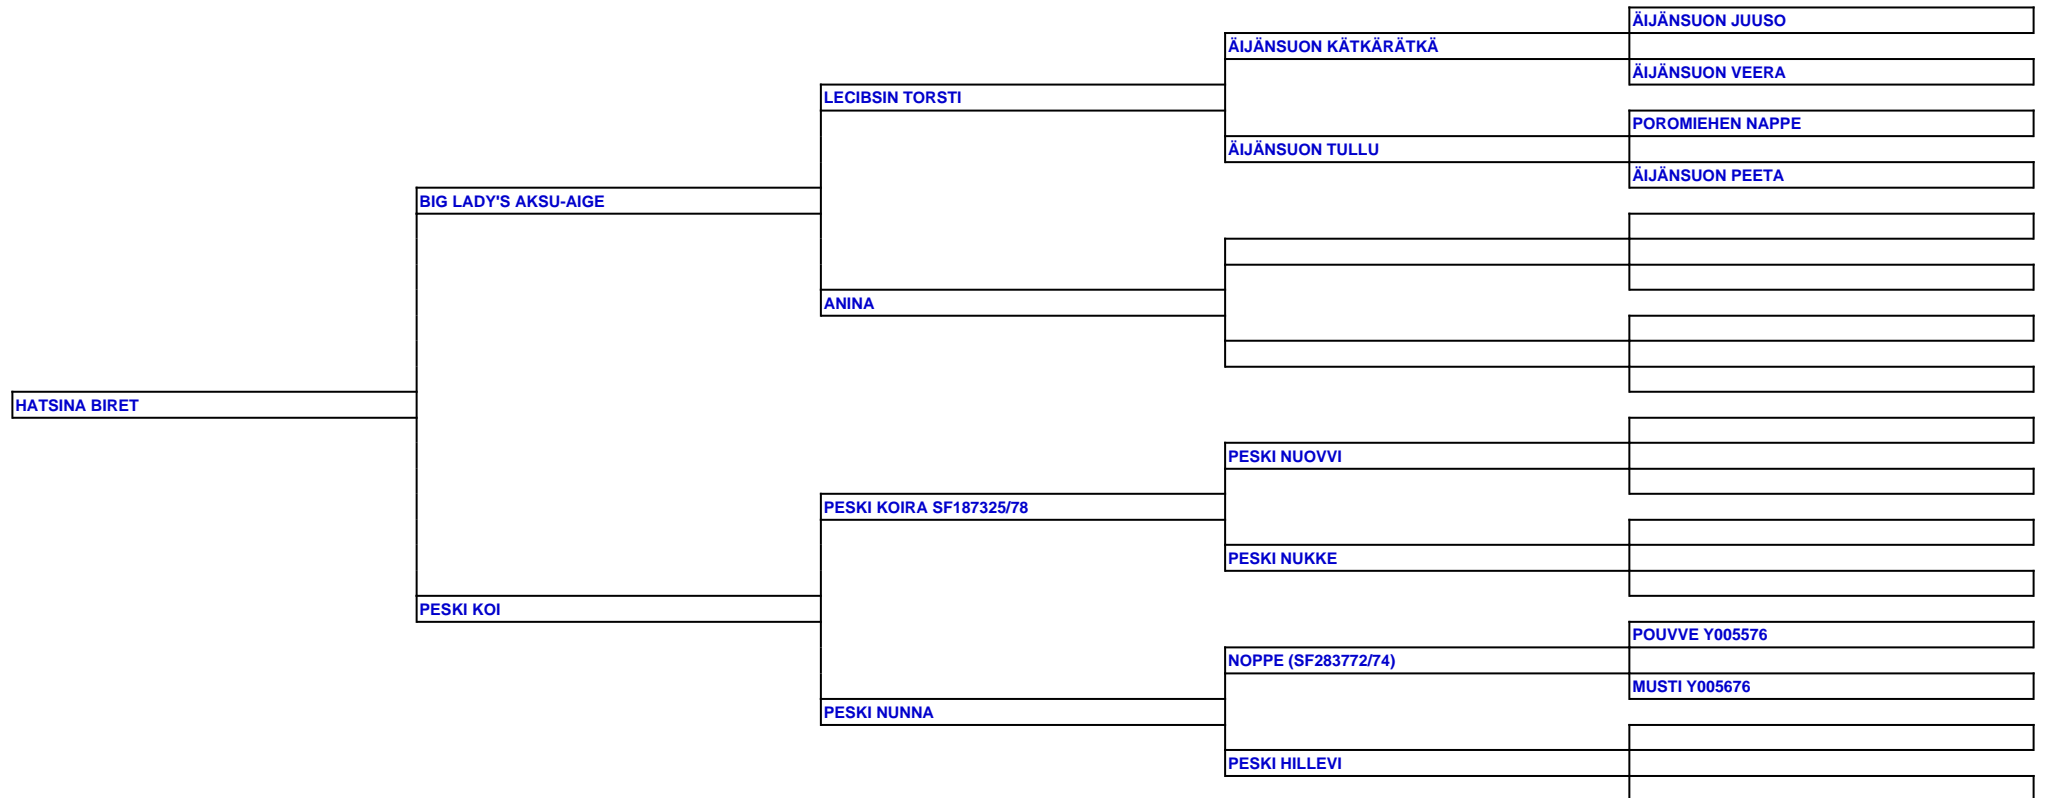 ÄIJÄNSUON JUUSO
ÄIJÄNSUON KÄTKÄRÄTKÄ
ÄIJÄNSUON VEERA
LECIBSIN TORSTI
POROMIEHEN NAPPE
ÄIJÄNSUON TULLU
ÄIJÄNSUON PEETA
BIG LADY'S AKSU-AIGE
ANINA
HATSINA BIRET
PESKI NUOVVI
PESKI KOIRA SF187325/78
PESKI NUKKE
PESKI KOI
POUVVE Y005576
NOPPE (SF283772/74)
MUSTI Y005676
PESKI NUNNA
PESKI HILLEVI